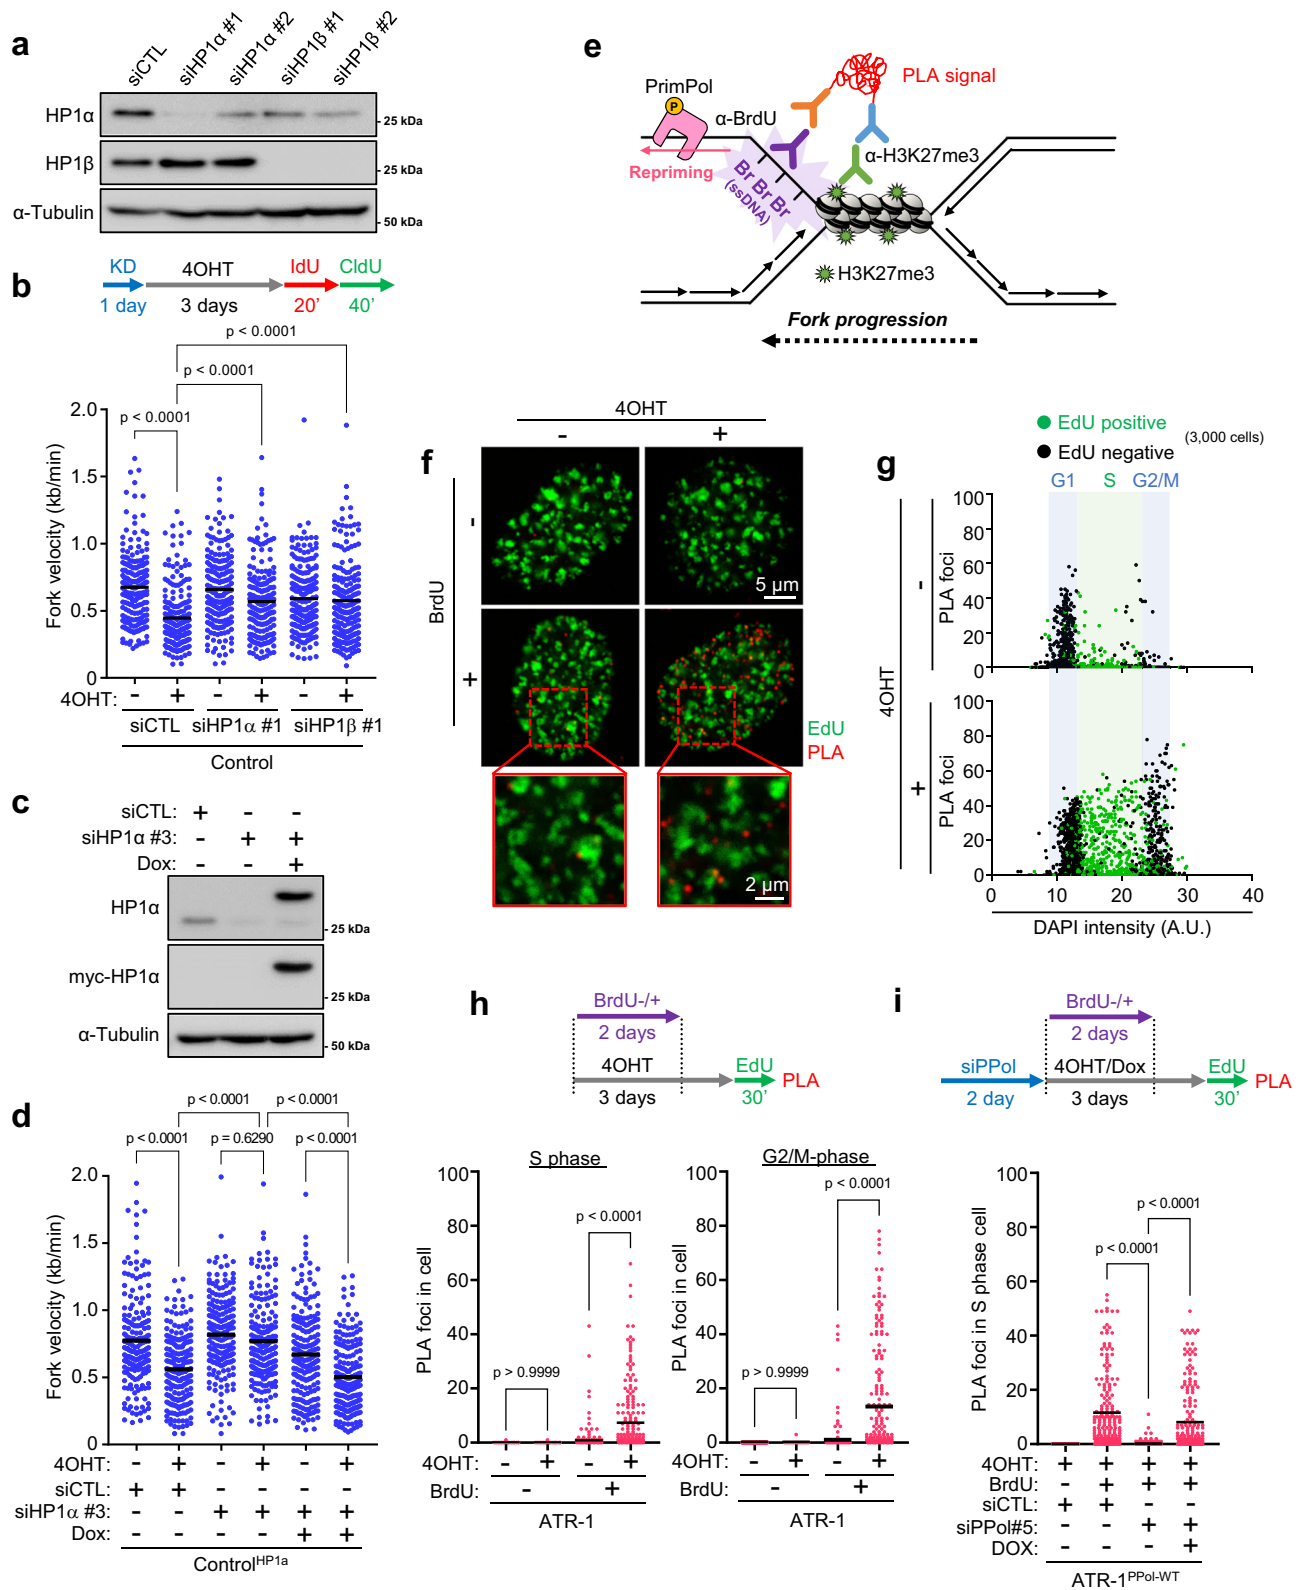 a
siCTL
siHP1α #1
siHP1α #2
siHP1β #1
siHP1β #2
HP1α
- 25 kDa
HP1β
- 25 kDa
α-Tubulin
- 50 kDa
b
KD 4OHT IdU CldU
1 day 3 days 20' 40'
p < 0.0001
p < 0.0001
p < 0.0001
Fork velocity (kb/min)
2.0
1.5
1.0
0.5
0
4OHT: - + - + - +
siCTL siHP1α #1 siHP1β #1
Control
c
siCTL: + - -
siHP1α #3: - + +
Dox: - - +
HP1α
- 25 kDa
myc-HP1α
- 25 kDa
α-Tubulin
- 50 kDa
d
p < 0.0001 p < 0.0001
p < 0.0001 p = 0.6290 p < 0.0001
Fork velocity (kb/min)
2.0
1.5
1.0
0.5
0
4OHT: - + - + - +
siCTL: + + - - - -
siHP1α #3: - - + + + +
Dox: - - - - + +
Control^HP1a
e
PrimPol
P
α-BrdU
PLA signal
α-H3K27me3
Repriming
Br Br Br
(ssDNA)
H3K27me3
Fork progression
f
4OHT
- +
BrdU
-
+
5 µm
EdU
PLA
2 µm
g
EdU positive
EdU negative (3,000 cells)
G1 S G2/M
4OHT
-
PLA foci
100
80
60
40
20
0
+
PLA foci
100
80
60
40
20
0
0 10 20 30 40
DAPI intensity (A.U.)
h
BrdU-/+
2 days
4OHT EdU PLA
3 days 30'
S phase
PLA foci in cell
100
80
60
40
20
0
p > 0.9999
p < 0.0001
4OHT: - + - +
BrdU: - +
ATR-1
G2/M-phase
PLA foci in cell
100
80
60
40
20
0
p > 0.9999
p < 0.0001
4OHT: - + - +
BrdU: - +
ATR-1
i
BrdU-/+
2 days
siPPol 4OHT/Dox EdU PLA
2 day 3 days 30'
PLA foci in S phase cell
100
80
60
40
20
0
p < 0.0001
p < 0.0001
4OHT: + + + +
BrdU: - + + +
siCTL: + + - -
siPPol#5: - - + +
DOX: - - - +
ATR-1^PPol-WT